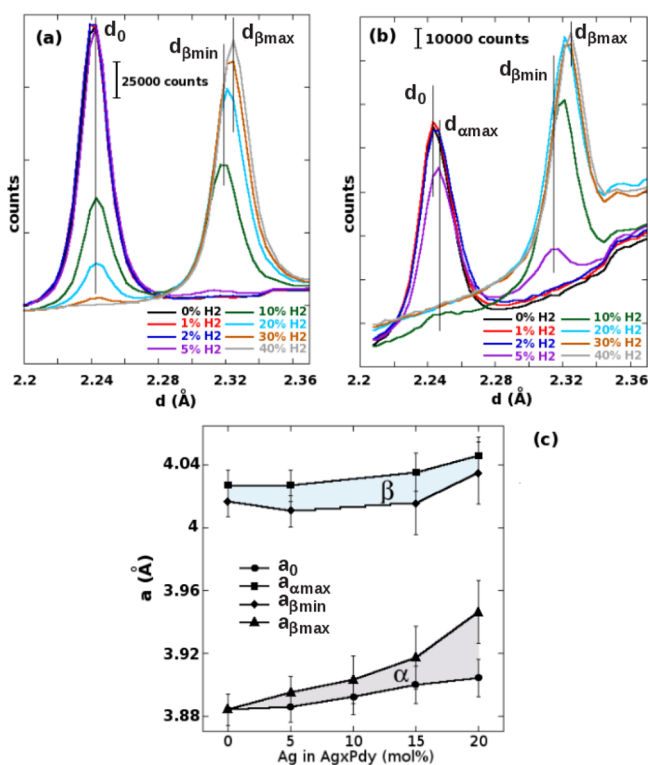 (a)
d0
dβmin
dβmax
25000 counts
counts
0% H2
1% H2
2% H2
5% H2
10% H2
20% H2
30% H2
40% H2
2.2 2.24 2.28 2.32 2.36
d (Å)
(b)
10000 counts
d0
dαmax
dβmin
dβmax
counts
0% H2
1% H2
2% H2
5% H2
10% H2
20% H2
30% H2
40% H2
2.2 2.24 2.28 2.32 2.36
d (Å)
(c)
4.04
4
3.96
3.92
3.88
a (Å)
β
a0
aαmax
aβmin
aβmax
α
0 5 10 15 20
Ag in AgxPdy (mol%)